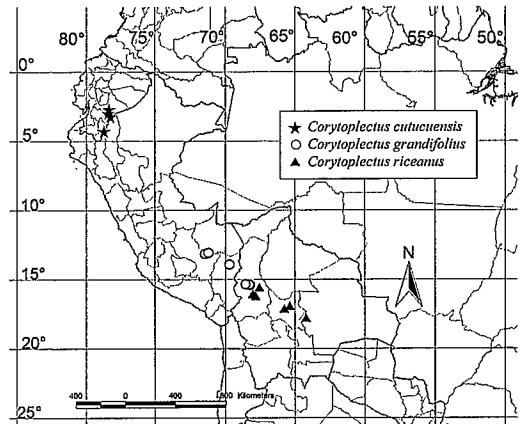 80° 75° 70° 65° 60° 55° 50°
0°
★ Corytoplectus cutucuensis
○ Corytoplectus grandifolius
▲ Corytoplectus riceanus
5°
10°
N
15°
20°
400 0 400 800 Kilometers
25°